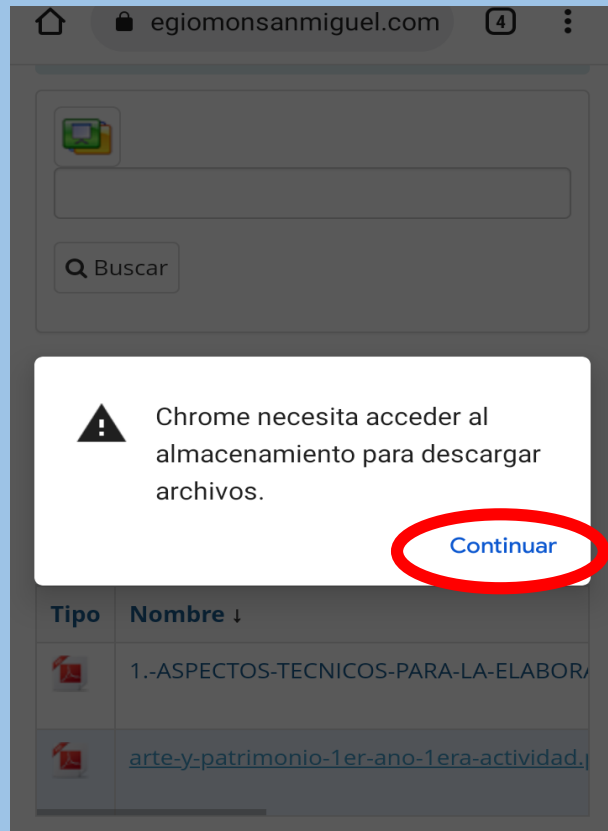 egiomonsanmiguel.com 4
Buscar
Chrome necesita acceder al
almacenamiento para descargar
archivos.
Continuar
Tipo Nombre ↓
1.-ASPECTOS-TECNICOS-PARA-LA-ELABORA
arte-y-patrimonio-1er-ano-1era-actividad.p